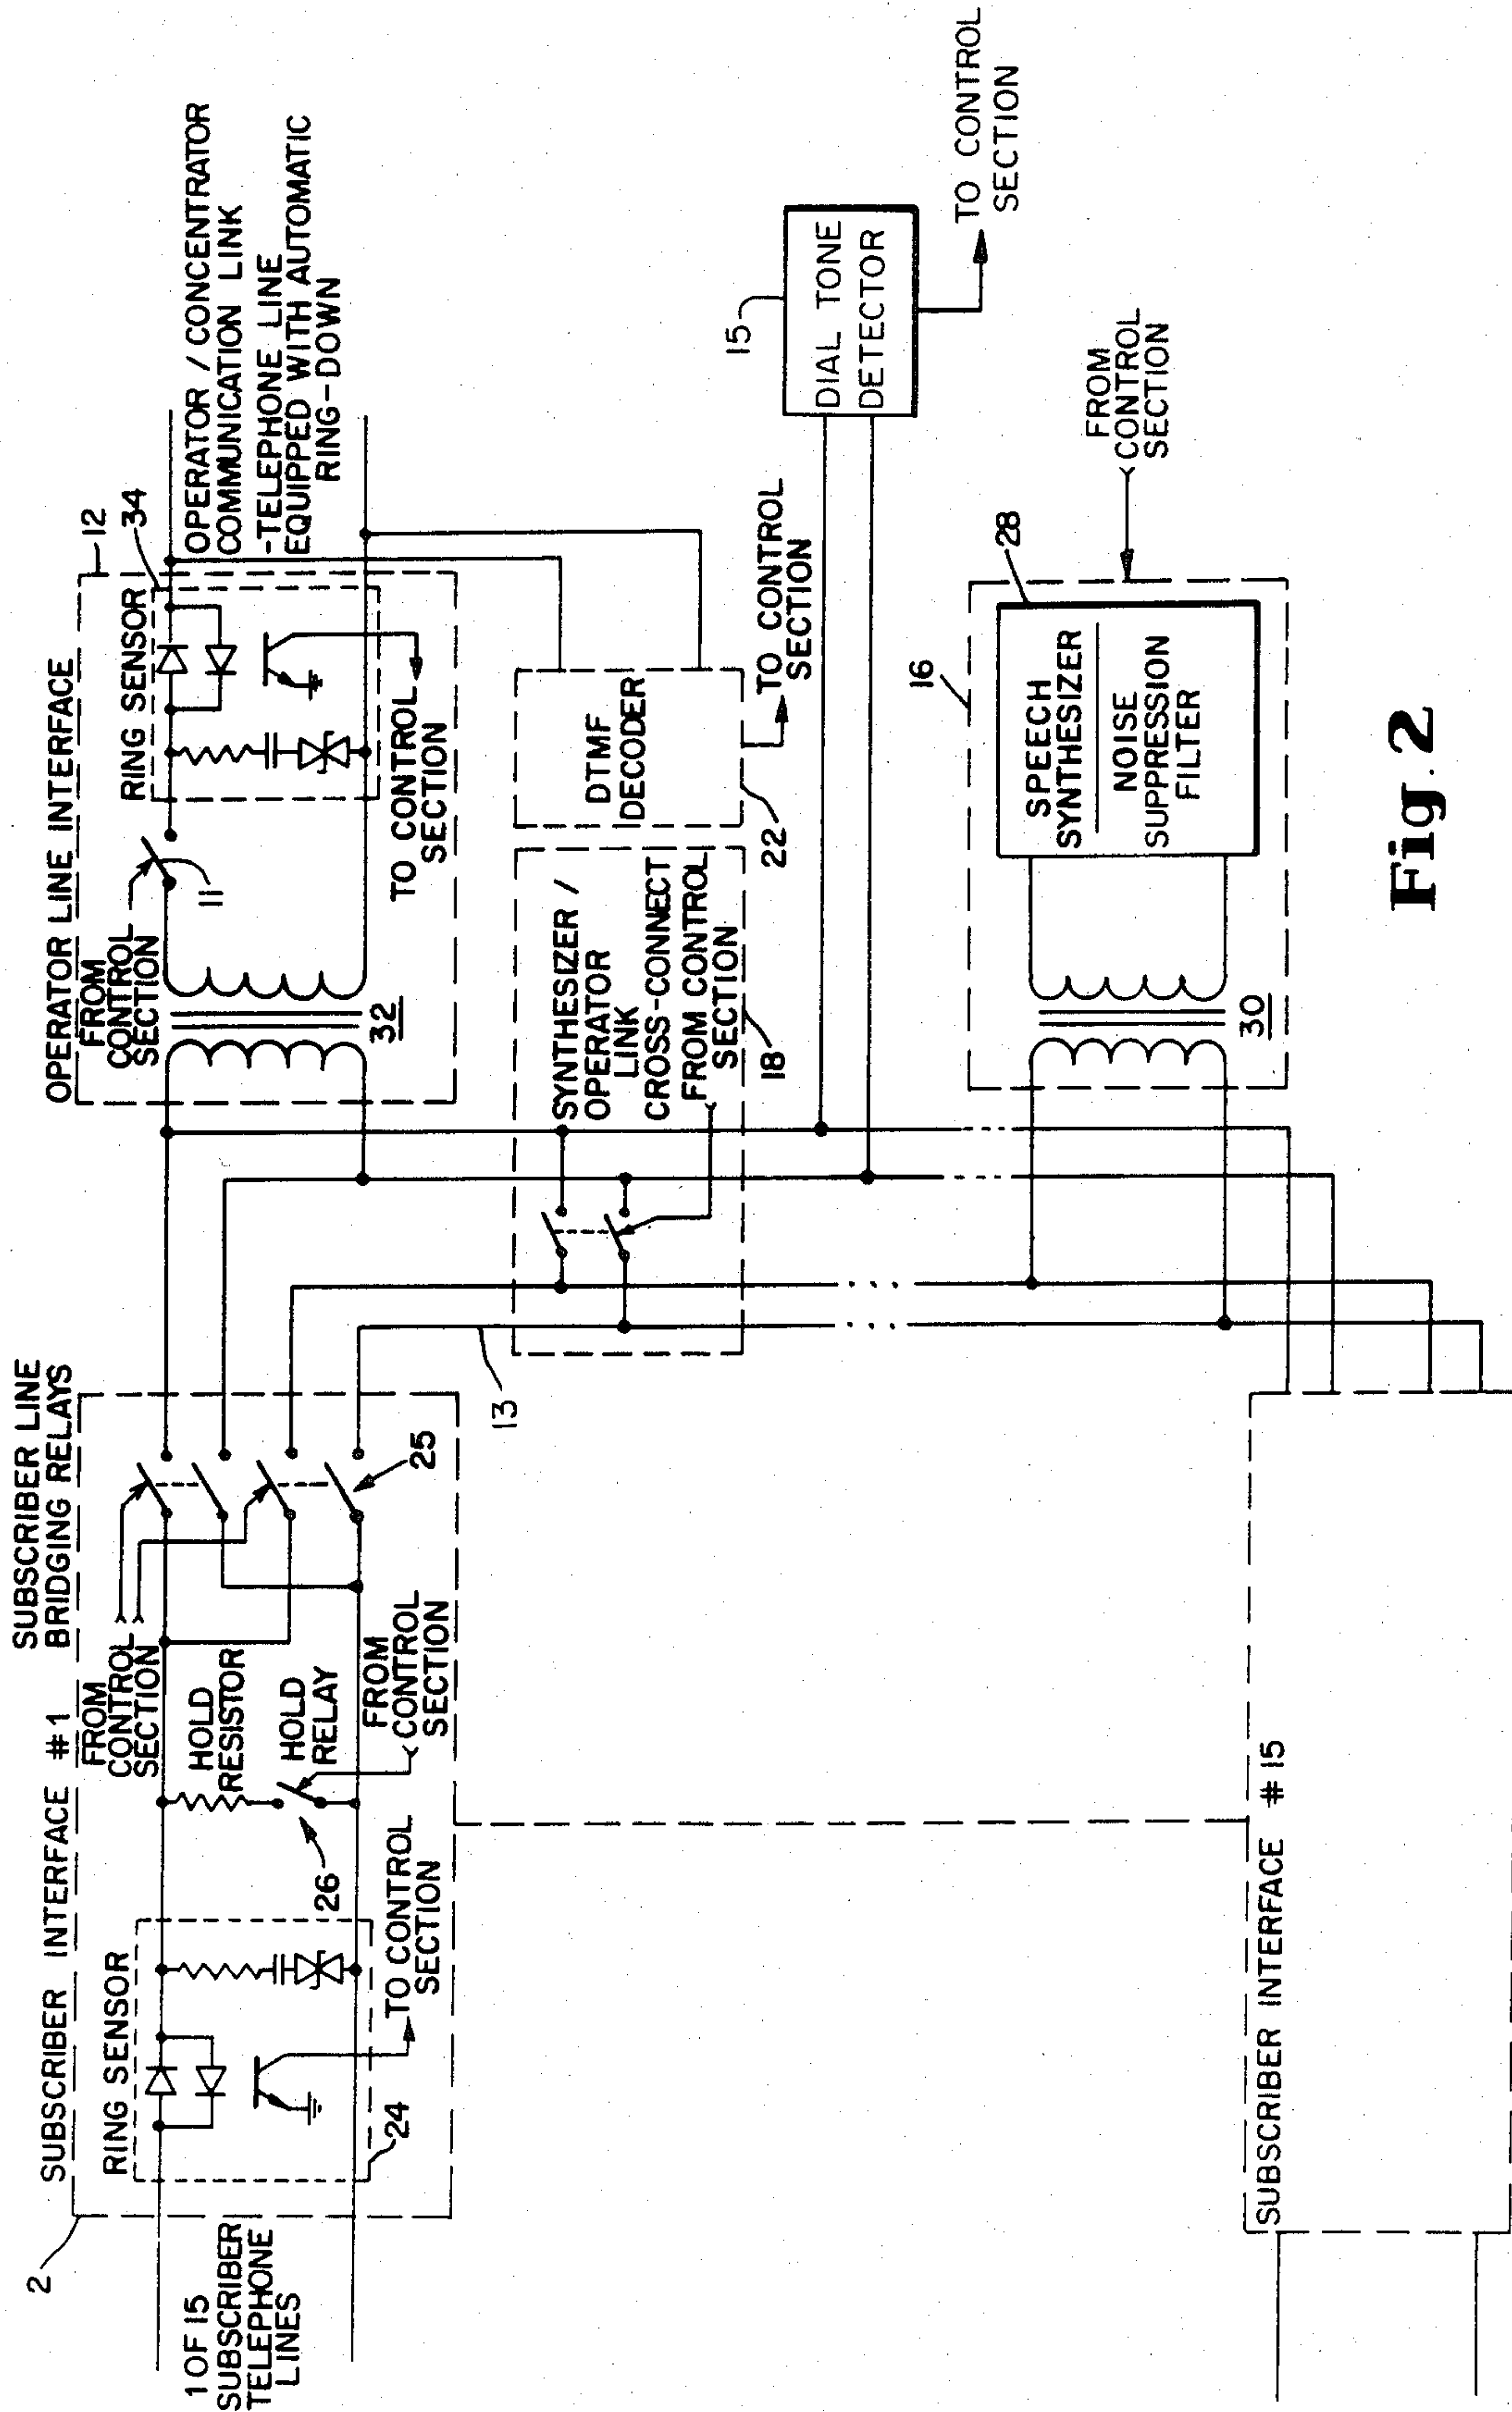 SUBSCRIBER LINE
BRIDGING RELAYS
SUBSCRIBER INTERFACE #1
2
FROM
CONTROL
SECTION
RING SENSOR
HOLD
RESISTOR
HOLD
RELAY
FROM
CONTROL
SECTION
26
25
24
TO CONTROL
SECTION
1 OF 15
SUBSCRIBER
TELEPHONE
LINES
13
OPERATOR LINE INTERFACE
FROM
CONTROL
SECTION
11
RING SENSOR
12
34
32
TO CONTROL
SECTION
OPERATOR / CONCENTRATOR
COMMUNICATION LINK
-TELEPHONE LINE
EQUIPPED WITH AUTOMATIC
RING-DOWN
SYNTHESIZER /
OPERATOR
LINK
CROSS-CONNECT
FROM CONTROL
SECTION
18
DTMF
DECODER
22
TO CONTROL
SECTION
15
DIAL TONE
DETECTOR
TO CONTROL
SECTION
16
28
SPEECH
SYNTHESIZER
NOISE
SUPPRESSION
FILTER
30
FROM
CONTROL
SECTION
SUBSCRIBER INTERFACE #15
Fig. 2